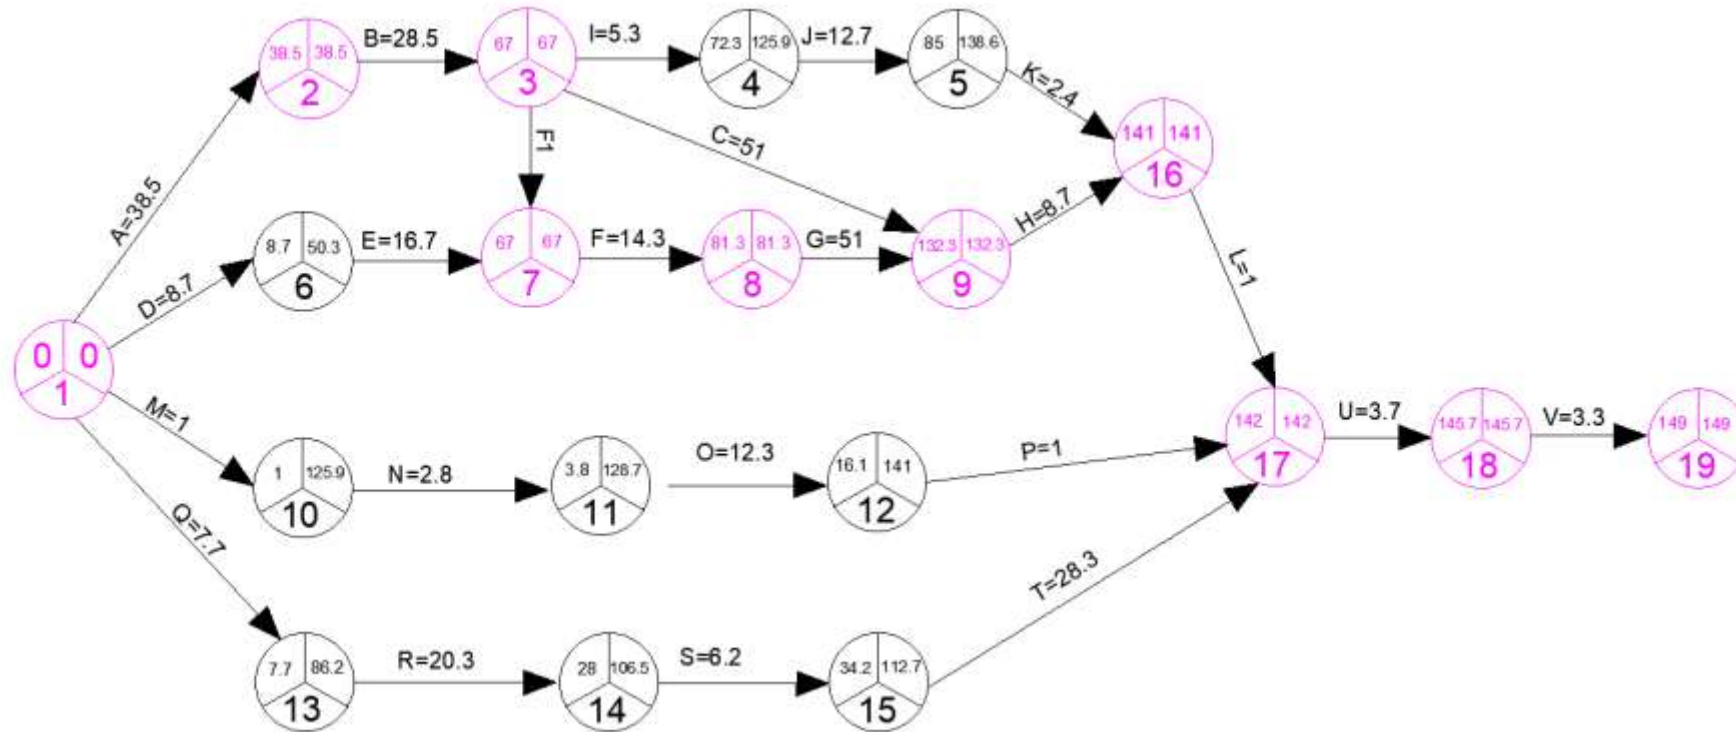 A=38.5
38.5 38.5
2
B=28.5
67 67
3
I=5.3
72.3 125.9
4
J=12.7
85 138.6
5
K=2.4
141 141
16
F1
C=51
D=8.7
8.7 50.3
6
E=16.7
67 67
7
F=14.3
81.3 81.3
8
G=51
132.3 132.3
9
H=8.7
L=1
0 0
1
M=1
1 125.9
10
N=2.8
3.8 128.7
11
O=12.3
16.1 141
12
P=1
142 142
17
U=3.7
145.7 145.7
18
V=3.3
149 149
19
Q=7.7
7.7 86.2
13
R=20.3
28 106.5
14
S=6.2
34.2 112.7
15
T=28.3